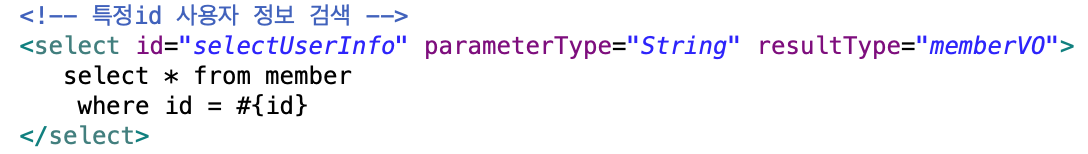 <!-- 특정id 사용자 정보 검색 -->
<select id="selectUserInfo" parameterType="String" resultType="memberVO">
select * from member
where id = #{id}
</select>